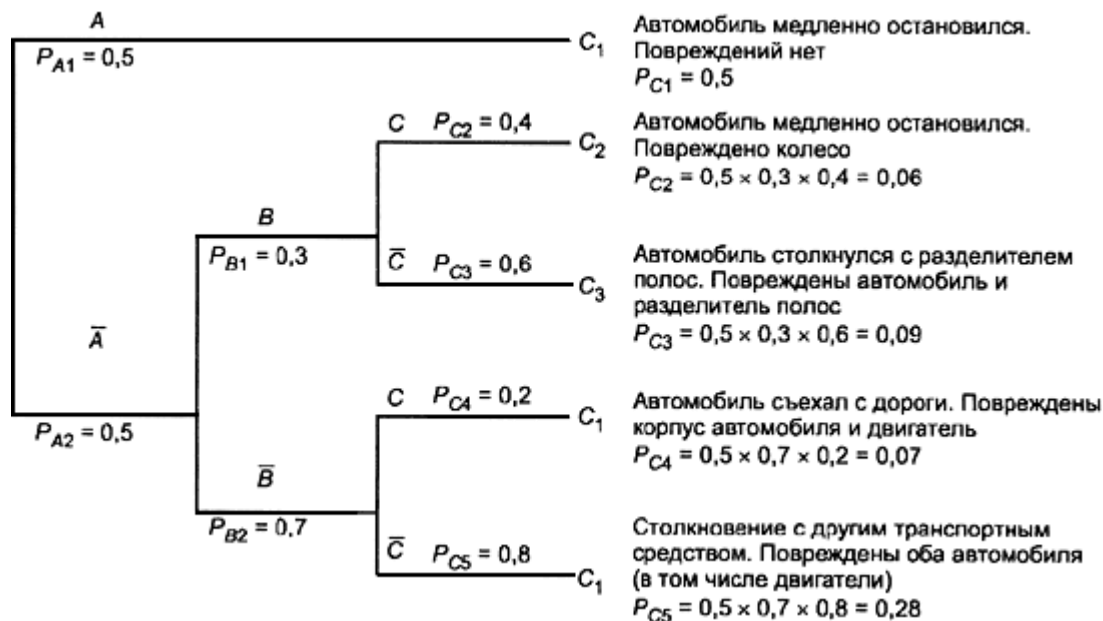 A
P_A1 = 0,5
C₁
Автомобиль медленно остановился.
Повреждений нет
P_C1 = 0,5
C P_C2 = 0,4
C₂
Автомобиль медленно остановился.
Повреждено колесо
P_C2 = 0,5 × 0,3 × 0,4 = 0,06
B
P_B1 = 0,3
C̅ P_C3 = 0,6
C₃
Автомобиль столкнулся с разделителем
полос. Повреждены автомобиль и
разделитель полос
P_C3 = 0,5 × 0,3 × 0,6 = 0,09
A̅
P_A2 = 0,5
C P_C4 = 0,2
C₁
Автомобиль съехал с дороги. Повреждены
корпус автомобиля и двигатель
P_C4 = 0,5 × 0,7 × 0,2 = 0,07
B̅
P_B2 = 0,7
C̅ P_C5 = 0,8
C₁
Столкновение с другим транспортным
средством. Повреждены оба автомобиля
(в том числе двигатели)
P_C5 = 0,5 × 0,7 × 0,8 = 0,28